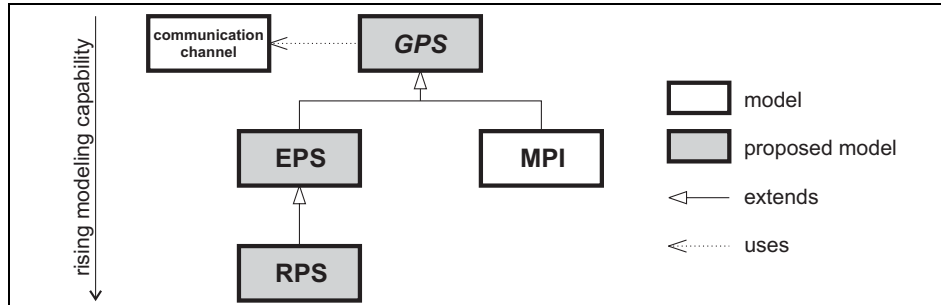 rising modeling capability
communication
channel
GPS
EPS
MPI
RPS
model
proposed model
extends
uses